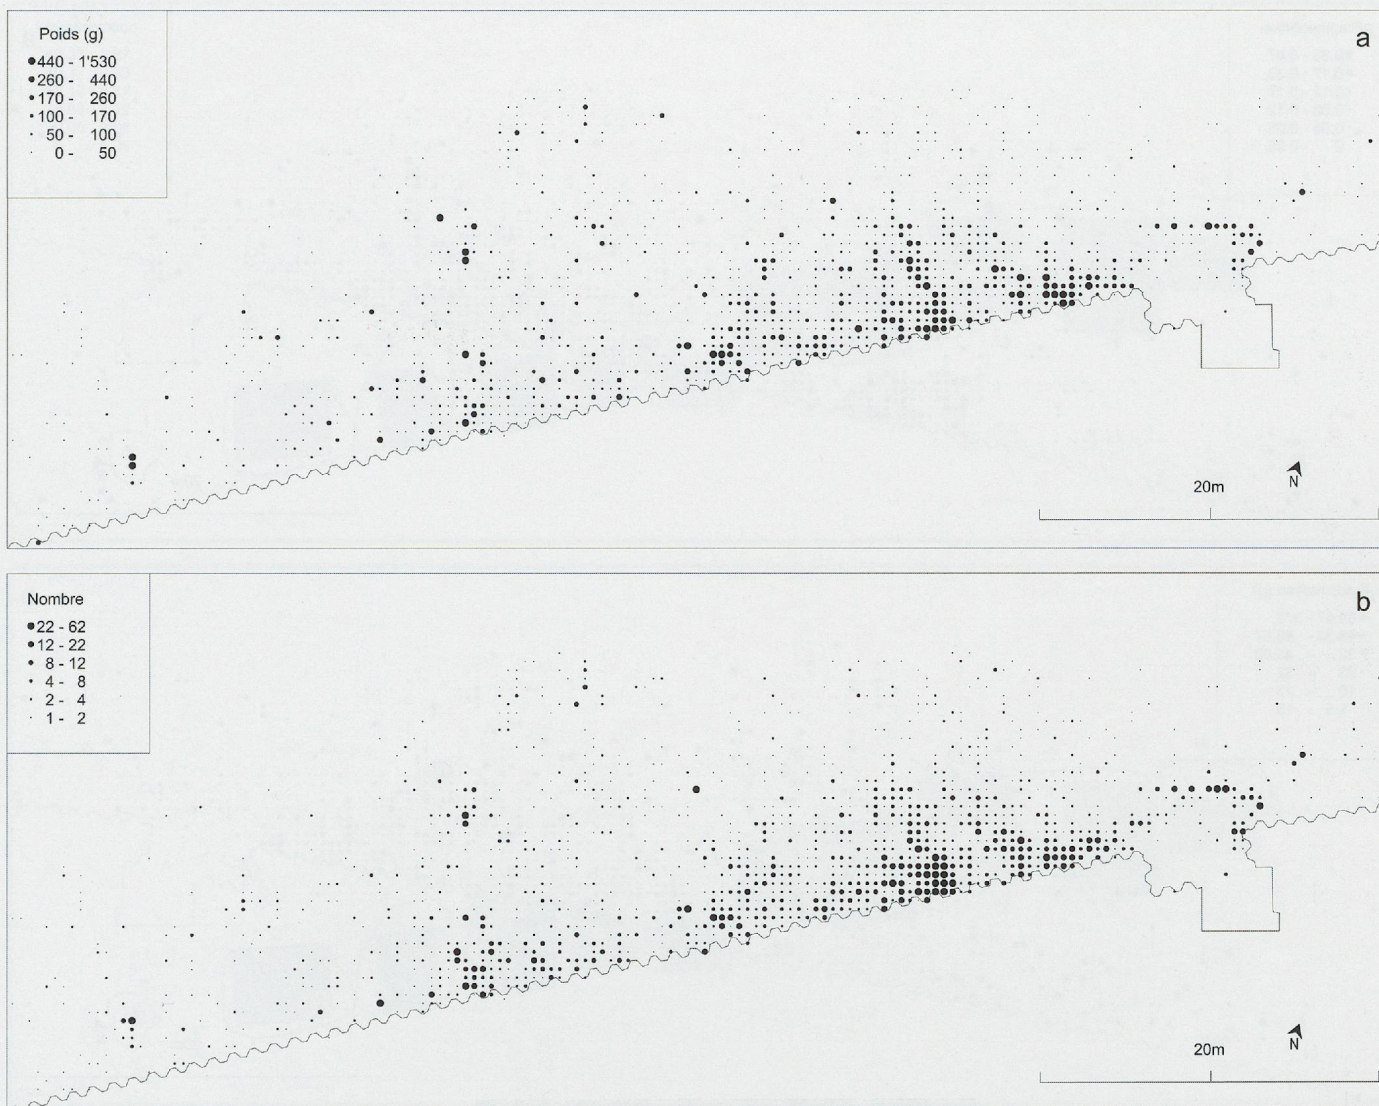 a
Poids (g)
440 - 1'530
260 - 440
170 - 260
100 - 170
50 - 100
0 - 50
20m
N
b
Nombre
22 - 62
12 - 22
8 - 12
4 - 8
2 - 4
1 - 2
20m
N